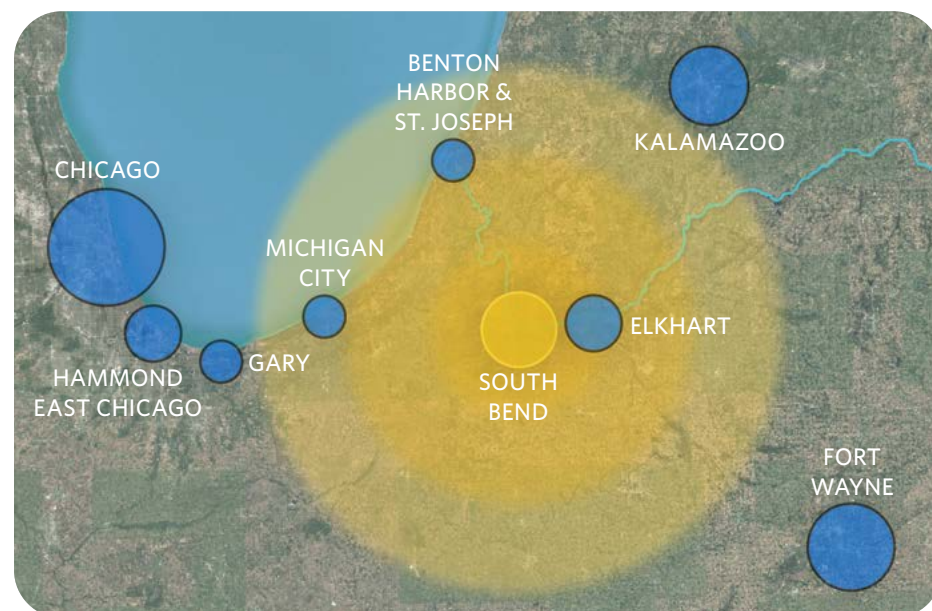 BENTON
HARBOR &
ST. JOSEPH
KALAMAZOO
CHICAGO
MICHIGAN
CITY
ELKHART
GARY
HAMMOND
EAST CHICAGO
SOUTH
BEND
FORT
WAYNE